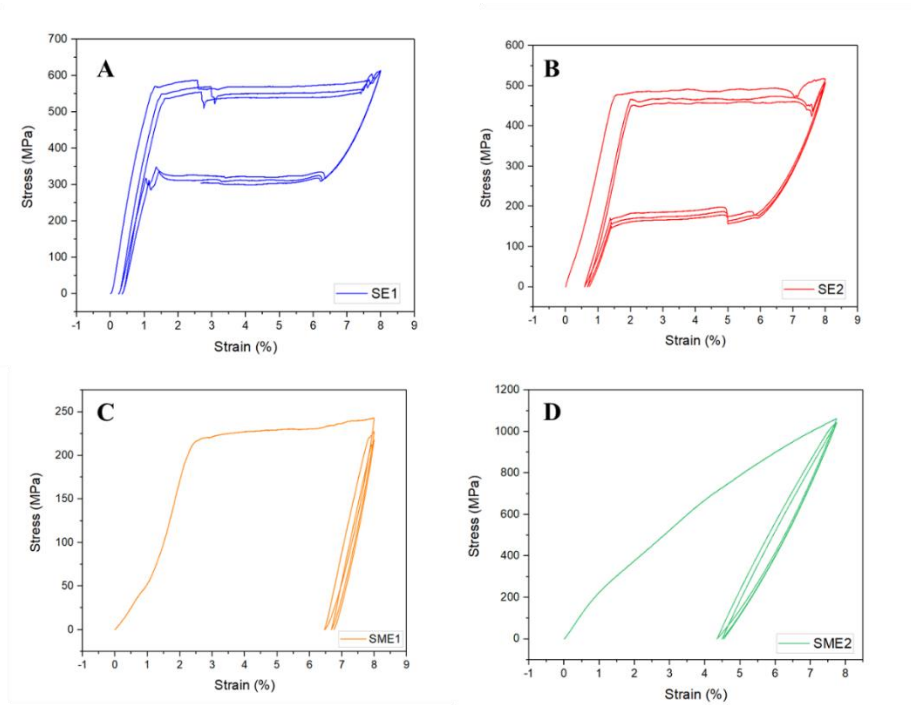 A
700
600
500
400
300
200
100
0
Stress (MPa)
-1 0 1 2 3 4 5 6 7 8 9
Strain (%)
SE1
B
600
500
400
300
200
100
0
Stress (MPa)
-1 0 1 2 3 4 5 6 7 8 9
Strain (%)
SE2
C
250
200
150
100
50
0
Stress (MPa)
-1 0 1 2 3 4 5 6 7 8 9
Strain (%)
SME1
D
1200
1000
800
600
400
200
0
Stress (MPa)
-1 0 1 2 3 4 5 6 7 8
Strain (%)
SME2